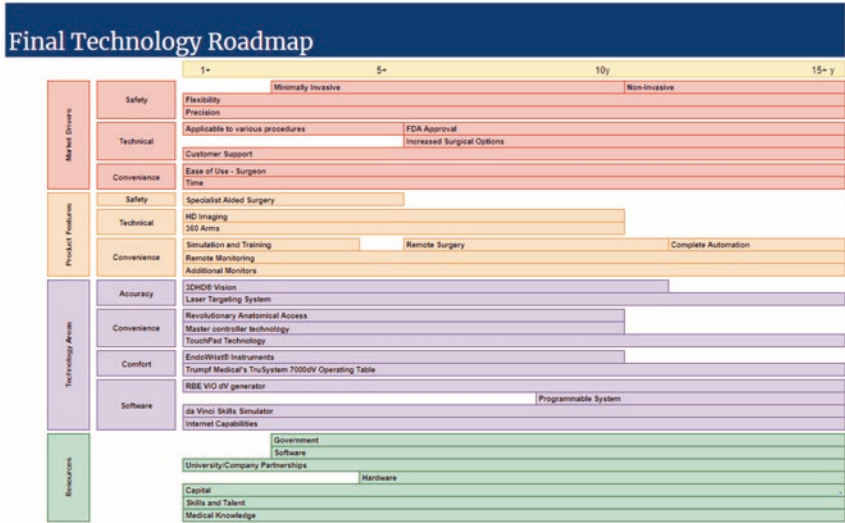 Final Technology Roadmap
1+ 5+ 10y 15+ y
Market Drivers
Safety
Minimally Invasive Non-Invasive
Flexibility
Precision
Technical
Applicable to various procedures FDA Approval
Increased Surgical Options
Customer Support
Convenience
Ease of Use - Surgeon
Time
Product Features
Safety
Specialist Aided Surgery
Technical
HD Imaging
360 Arms
Convenience
Simulation and Training Remote Surgery Complete Automation
Remote Monitoring
Additional Monitors
Technology Areas
Accuracy
3DHD® Vision
Laser Targeting System
Convenience
Revolutionary Anatomical Access
Master controller technology
TouchPad Technology
Comfort
EndoWrist® Instruments
Trumpf Medical's TruSystem 7000dV Operating Table
Software
RBE VIO dV generator
Programmable System
da Vinci Skills Simulator
Internet Capabilities
Resources
Government
Software
University/Company Partnerships
Hardware
Capital
Skills and Talent
Medical Knowledge